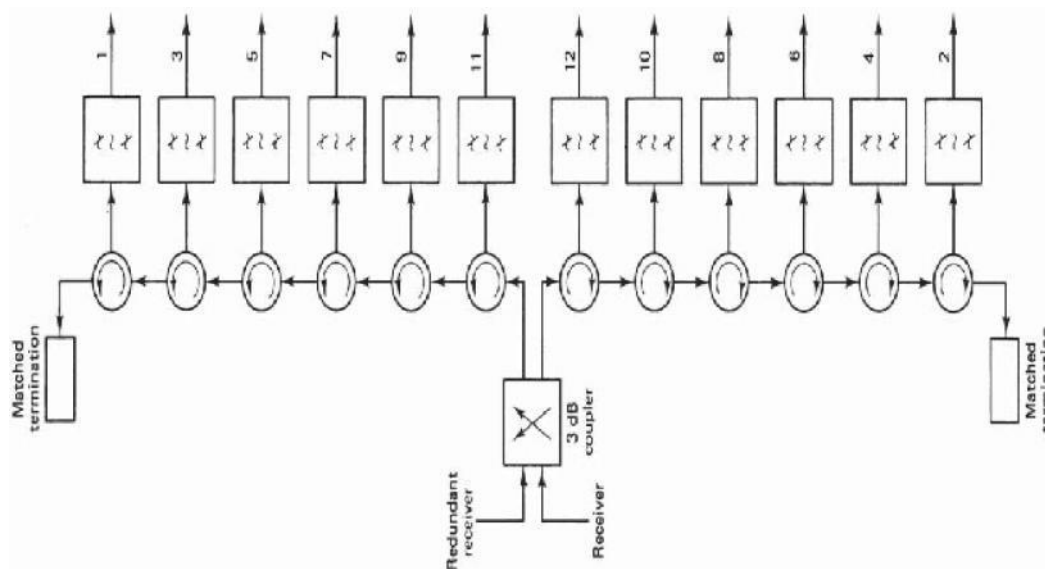 1
3
5
7
9
11
12
10
8
6
4
2
Matched
termination
3 dB
coupler
Redundant
receiver
Receiver
Matched
termination